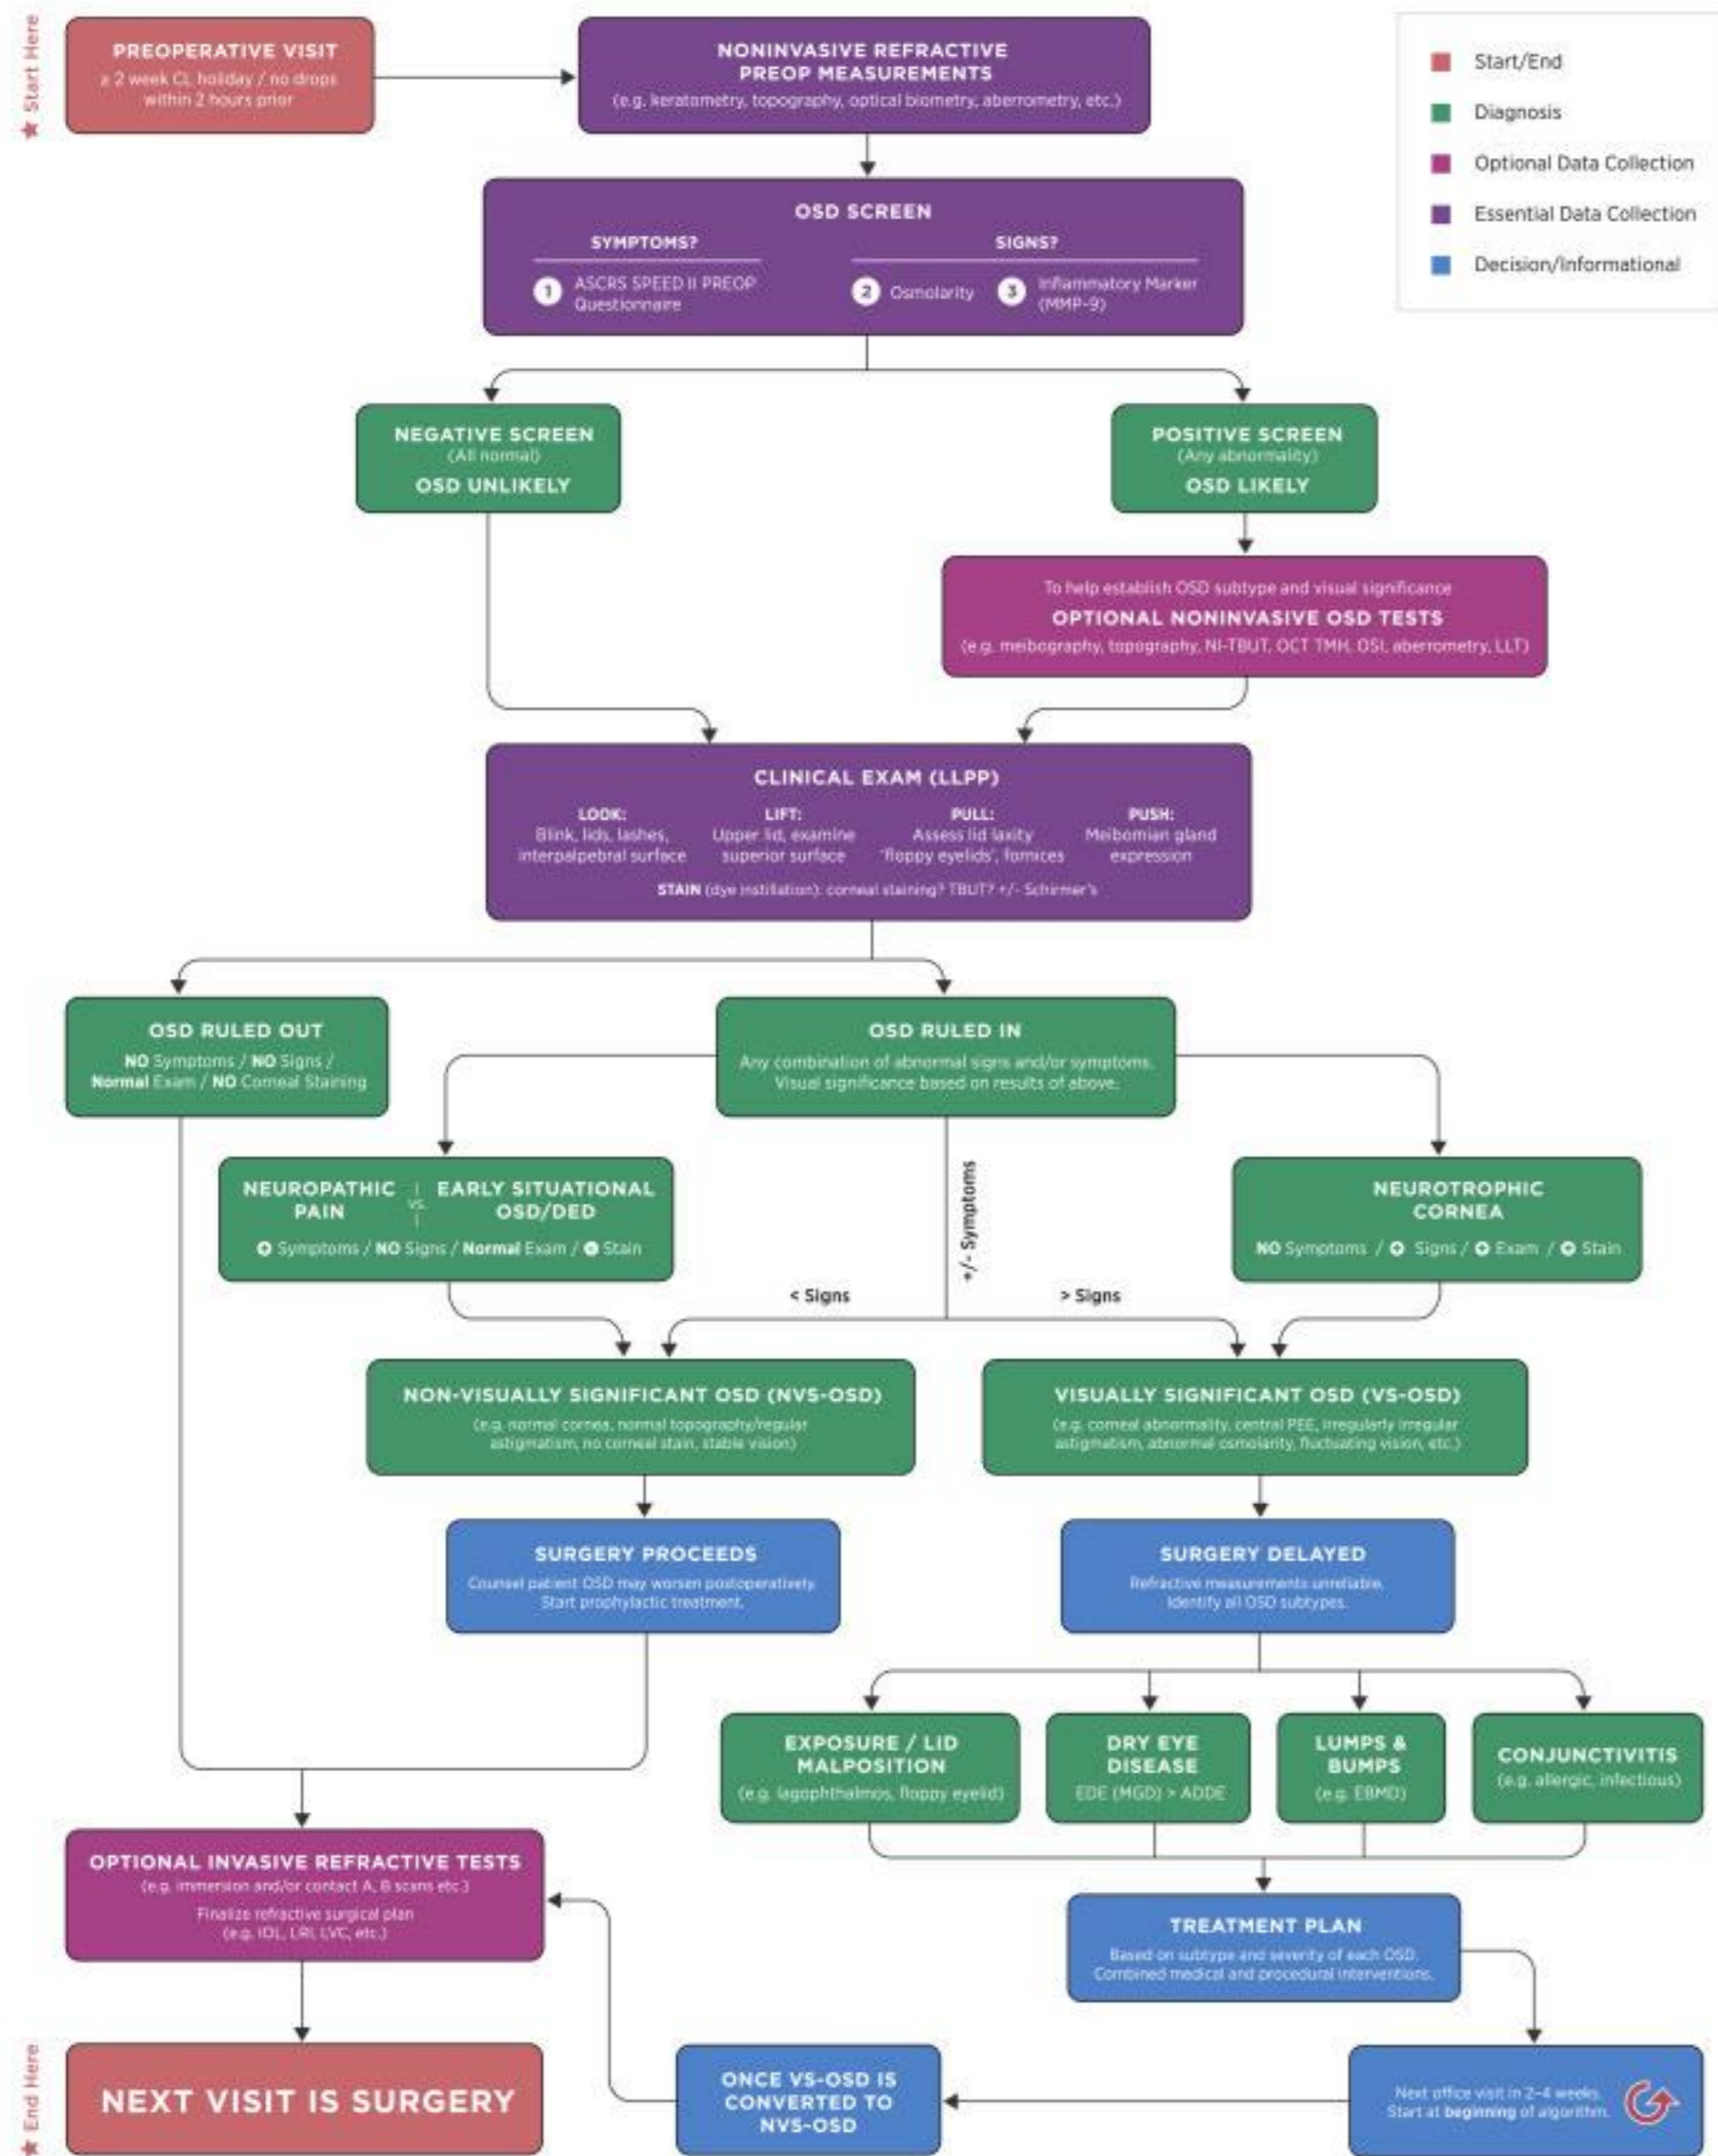 ★ Start Here
PREOPERATIVE VISIT
≥ 2 week CL holiday / no drops
within 2 hours prior
NONINVASIVE REFRACTIVE
PREOP MEASUREMENTS
(e.g. keratometry, topography, optical biometry, aberrometry, etc.)
Start/End
Diagnosis
Optional Data Collection
Essential Data Collection
Decision/Informational
OSD SCREEN
SYMPTOMS?
1 ASCRS SPEED II PREOP
Questionnaire
SIGNS?
2 Osmolarity
3 Inflammatory Marker
(MMP-9)
NEGATIVE SCREEN
(All normal)
OSD UNLIKELY
POSITIVE SCREEN
(Any abnormality)
OSD LIKELY
To help establish OSD subtype and visual significance
OPTIONAL NONINVASIVE OSD TESTS
(e.g. meibography, topography, NI-TBUT, OCT TMH, OSI, aberrometry, LLT)
CLINICAL EXAM (LLPP)
LOOK:
Blink, lids, lashes,
interpalpebral surface
LIFT:
Upper lid, examine
superior surface
PULL:
Assess lid laxity
"floppy eyelids", fornices
PUSH:
Meibomian gland
expression
STAIN (dye instillation): corneal staining? TBUT? +/- Schirmer's
OSD RULED OUT
NO Symptoms / NO Signs /
Normal Exam / NO Corneal Staining
OSD RULED IN
Any combination of abnormal signs and/or symptoms.
Visual significance based on results of above.
NEUROPATHIC
PAIN
VS.
EARLY SITUATIONAL
OSD/DED
+ Symptoms / NO Signs / Normal Exam / - Stain
+/- Symptoms
NEUROTROPHIC
CORNEA
NO Symptoms / + Signs / + Exam / + Stain
< Signs
> Signs
NON-VISUALLY SIGNIFICANT OSD (NVS-OSD)
(e.g. normal cornea, normal topography/regular
astigmatism, no corneal stain, stable vision)
VISUALLY SIGNIFICANT OSD (VS-OSD)
(e.g. corneal abnormality, central PEE, irregularly irregular
astigmatism, abnormal osmolarity, fluctuating vision, etc.)
SURGERY PROCEEDS
Counsel patient OSD may worsen postoperatively.
Start prophylactic treatment.
SURGERY DELAYED
Refractive measurements unreliable.
Identify all OSD subtypes.
EXPOSURE / LID
MALPOSITION
(e.g. lagophthalmos, floppy eyelid)
DRY EYE
DISEASE
EDE (MGD) > ADDE
LUMPS &
BUMPS
(e.g. EBMD)
CONJUNCTIVITIS
(e.g. allergic, infectious)
OPTIONAL INVASIVE REFRACTIVE TESTS
(e.g. immersion and/or contact A, B scans etc.)
Finalize refractive surgical plan
(e.g. IOL, LRI, LVC, etc.)
TREATMENT PLAN
Based on subtype and severity of each OSD.
Combined medical and procedural interventions.
★ End Here
NEXT VISIT IS SURGERY
ONCE VS-OSD IS
CONVERTED TO
NVS-OSD
Next office visit in 2–4 weeks.
Start at beginning of algorithm.